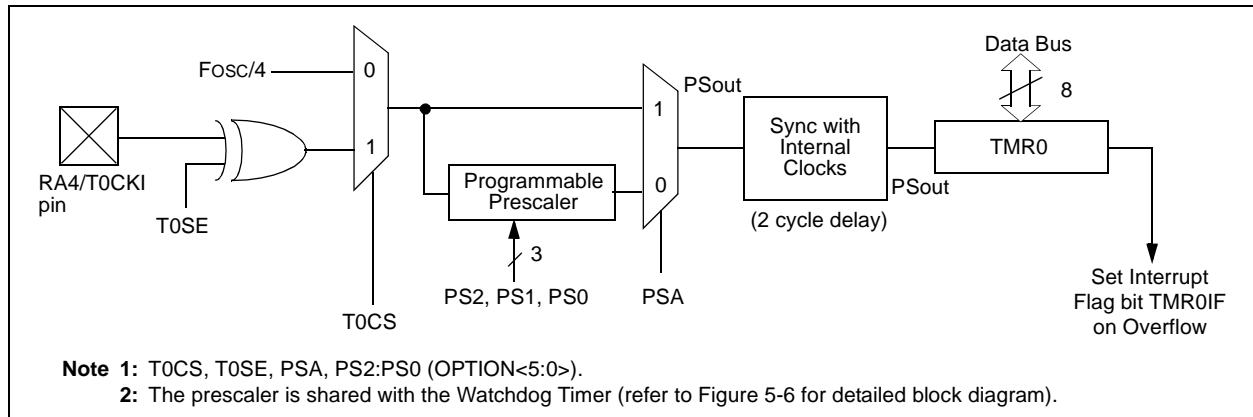 Data Bus
8
FOSC/4
0
1
RA4/T0CKI
pin
T0SE
T0CS
Programmable
Prescaler
3
PS2, PS1, PS0
1
0
PSA
PSout
Sync with
Internal
Clocks
(2 cycle delay)
PSout
TMR0
Set Interrupt
Flag bit TMR0IF
on Overflow
Note 1: T0CS, T0SE, PSA, PS2:PS0 (OPTION<5:0>).
2: The prescaler is shared with the Watchdog Timer (refer to Figure 5-6 for detailed block diagram).